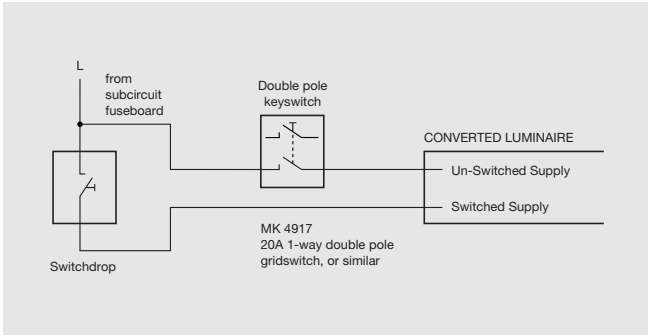 L
from
subcircuit
fuseboard
Double pole
keyswitch
CONVERTED LUMINAIRE
Un-Switched Supply
Switched Supply
MK 4917
20A 1-way double pole
gridswitch, or similar
Switchdrop